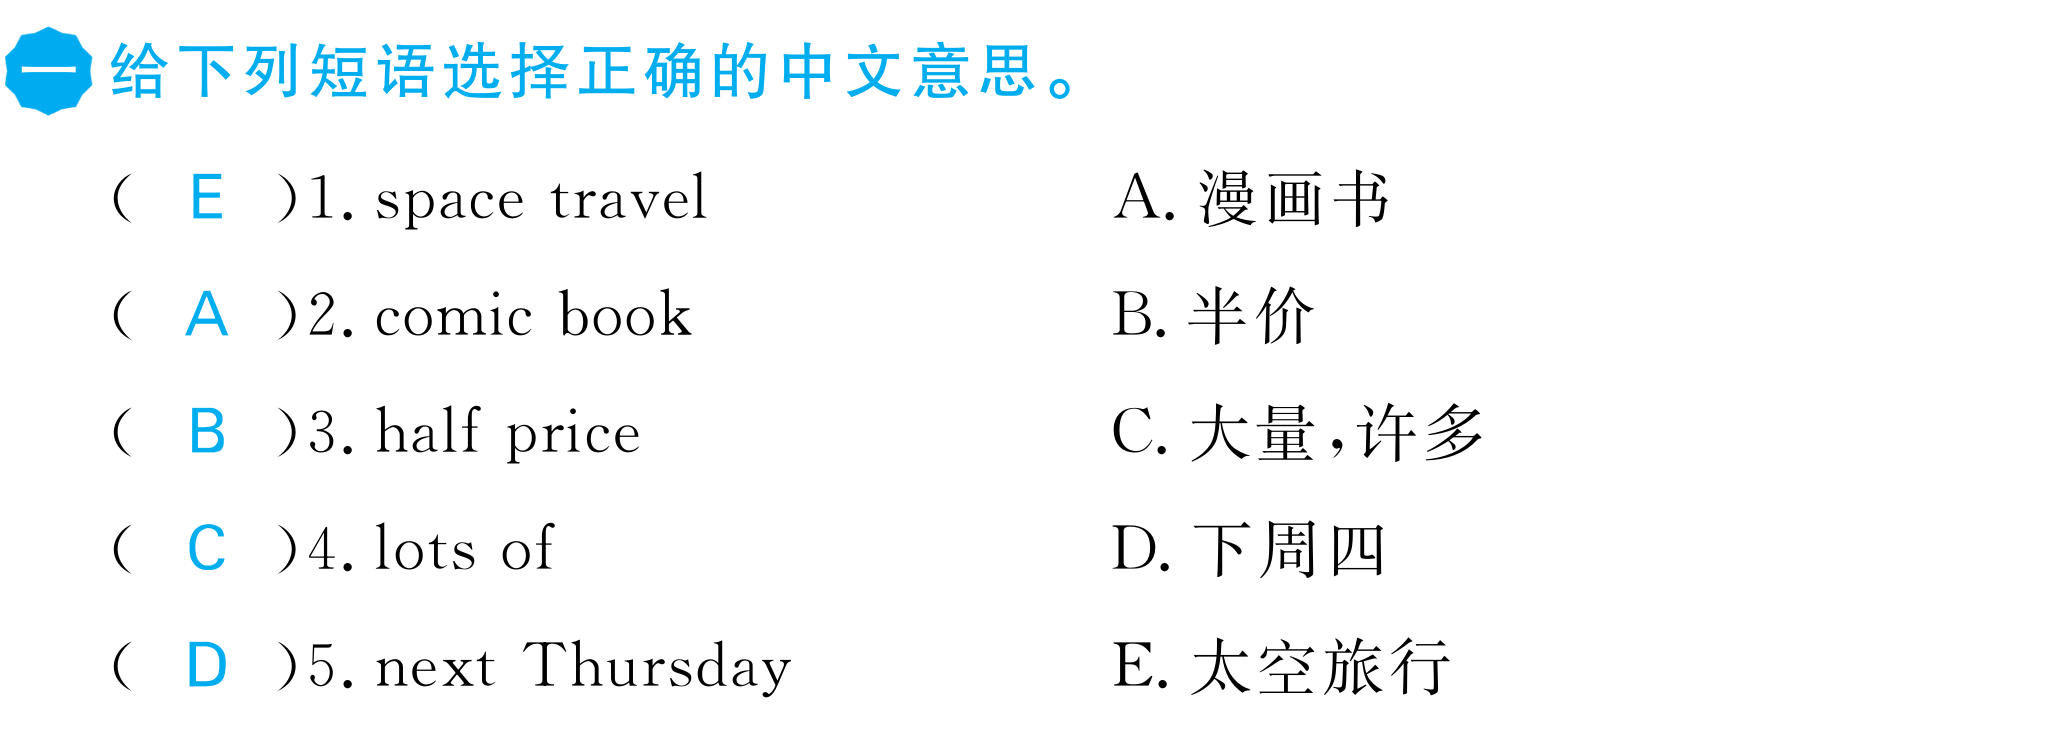 一 给下列短语选择正确的中文意思。
( E )1. space travel A. 漫画书
( A )2. comic book B. 半价
( B )3. half price C. 大量,许多
( C )4. lots of D. 下周四
( D )5. next Thursday E. 太空旅行